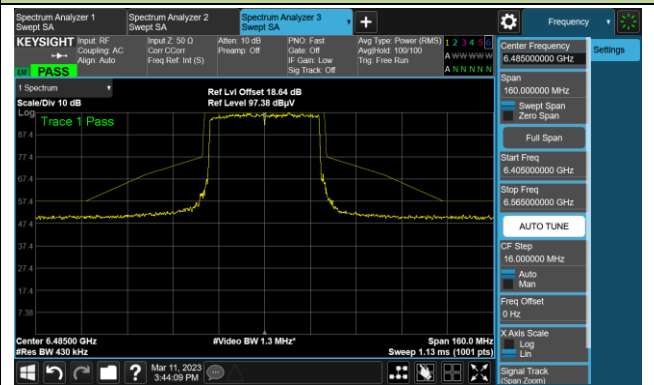 Spectrum Analyzer 1
Swept SA
Spectrum Analyzer 2
Swept SA
Spectrum Analyzer 3
Swept SA
Frequency
KEYSIGHT
Input: RF
Coupling: AC
Align: Auto
Input Z: 50 Ω
Corr CCorr
Freq Ref: Int (S)
Atten: 10 dB
Preamp: Off
PNO: Fast
Gate: Off
IF Gain: Low
Sig Track: Off
Avg Type: Power (RMS)
Avg|Hold: 100/100
Trig: Free Run
1 2 3 4 5 6
A W W W W W
A N N N N N
LXI
PASS
1 Spectrum
Scale/Div 10 dB
Ref Lvl Offset 18.64 dB
Ref Level 97.38 dBµV
Log
Trace 1 Pass
87.4
77.4
67.4
57.4
47.4
37.4
27.4
17.4
7.38
Center 6.48500 GHz
#Res BW 430 kHz
#Video BW 1.3 MHz*
Span 160.0 MHz
Sweep 1.13 ms (1001 pts)
Mar 11, 2023
3:44:09 PM
Center Frequency
6.485000000 GHz
Settings
Span
160.000000 MHz
Swept Span
Zero Span
Full Span
Start Freq
6.405000000 GHz
Stop Freq
6.565000000 GHz
AUTO TUNE
CF Step
16.000000 MHz
Auto
Man
Freq Offset
0 Hz
X Axis Scale
Log
Lin
Signal Track
(Span Zoom)